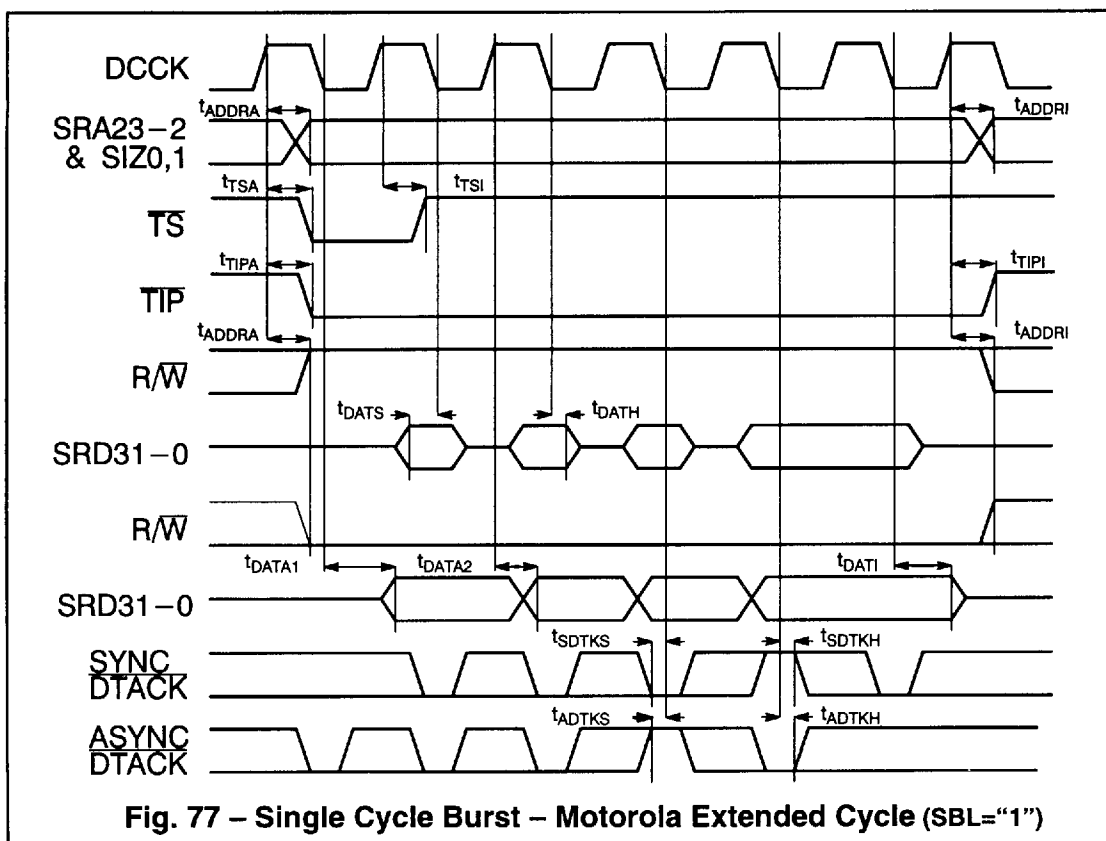 DCCK
tADDRA
tADDRI
SRA23-2
& SIZ0,1
tTSA
tTSI
TS
tTIPA
tTIPI
TIP
tADDRA
tADDRI
R/W
tDATS
tDATH
SRD31-0
R/W
tDATA1
tDATA2
tDATI
SRD31-0
tSDTKS
tSDTKH
SYNC
DTACK
tADTKS
tADTKH
ASYNC
DTACK
Fig. 77 – Single Cycle Burst – Motorola Extended Cycle (SBL=“1”)